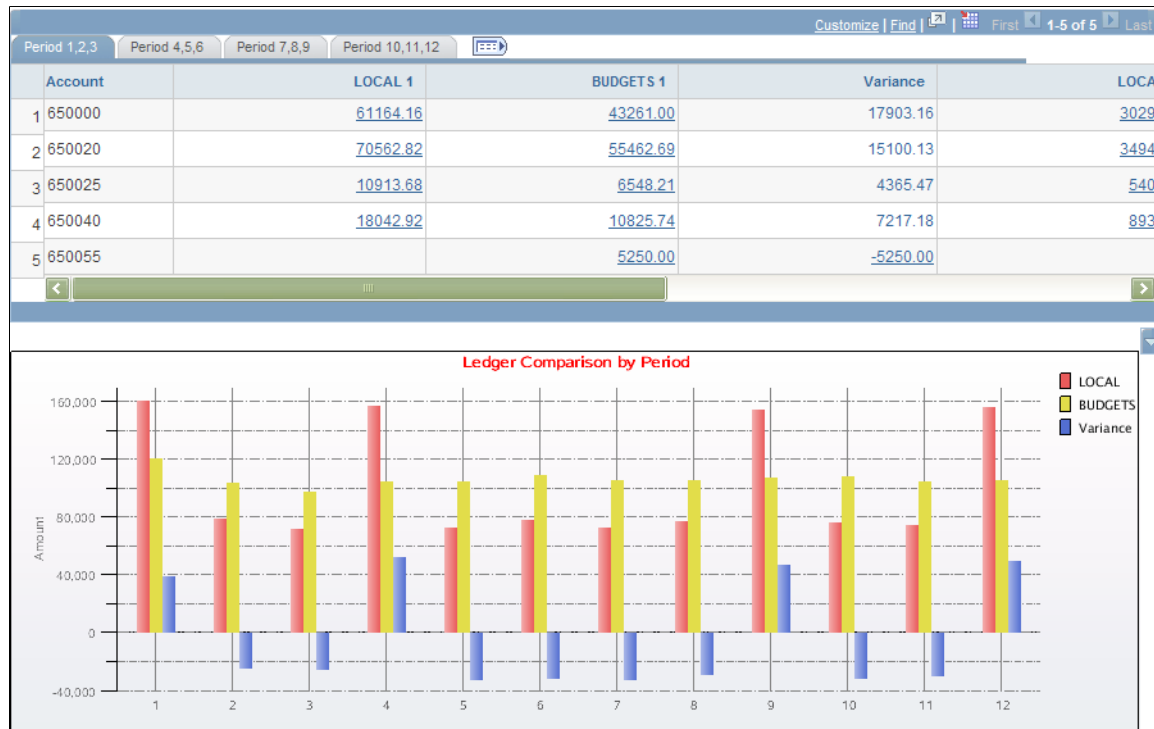 Customize | Find | | First 1-5 of 5 Last
Period 1,2,3 Period 4,5,6 Period 7,8,9 Period 10,11,12
Account LOCAL 1 BUDGETS 1 Variance LOCA
1 650000 61164.16 43261.00 17903.16 3029
2 650020 70562.82 55462.69 15100.13 3494
3 650025 10913.68 6548.21 4365.47 540
4 650040 18042.92 10825.74 7217.18 893
5 650055 5250.00 -5250.00
Ledger Comparison by Period
LOCAL
BUDGETS
Variance
Amount
160,000
120,000
80,000
40,000
0
-40,000
1 2 3 4 5 6 7 8 9 10 11 12